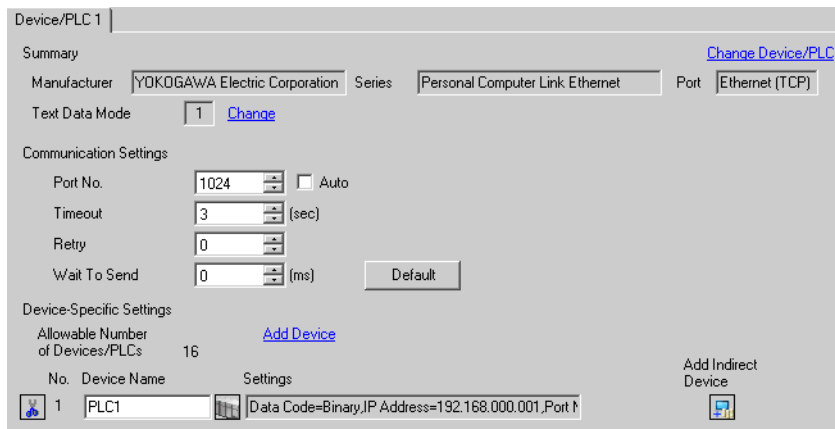 Device/PLC 1
Summary
Change Device/PLC
Manufacturer YOKOGAWA Electric Corporation Series Personal Computer Link Ethernet Port Ethernet (TCP)
Text Data Mode 1 Change
Communication Settings
Port No. 1024 Auto
Timeout 3 (sec)
Retry 0
Wait To Send 0 (ms) Default
Device-Specific Settings
Allowable Number
of Devices/PLCs 16 Add Device
Add Indirect
Device
No. Device Name Settings
1 PLC1 Data Code=Binary,IP Address=192.168.000.001,Port